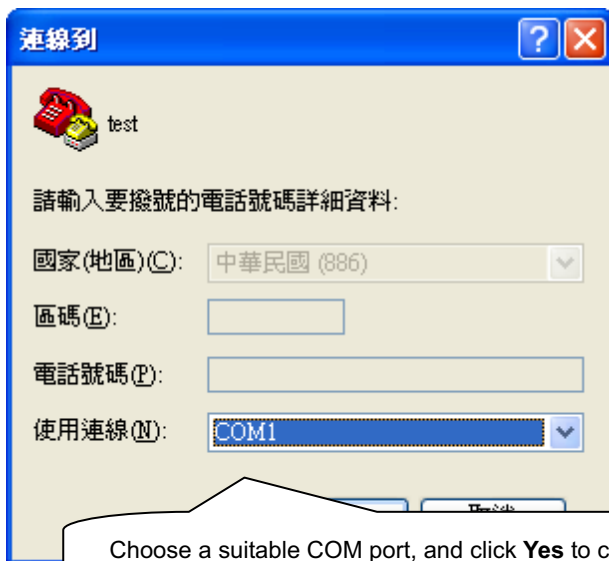 連線到
test
請輸入要撥號的電話號碼詳細資料:
國家(地區)(C): 中華民國 (886)
區碼(E):
電話號碼(P):
使用連線(N): COM1
Choose a suitable COM port, and click Yes to c